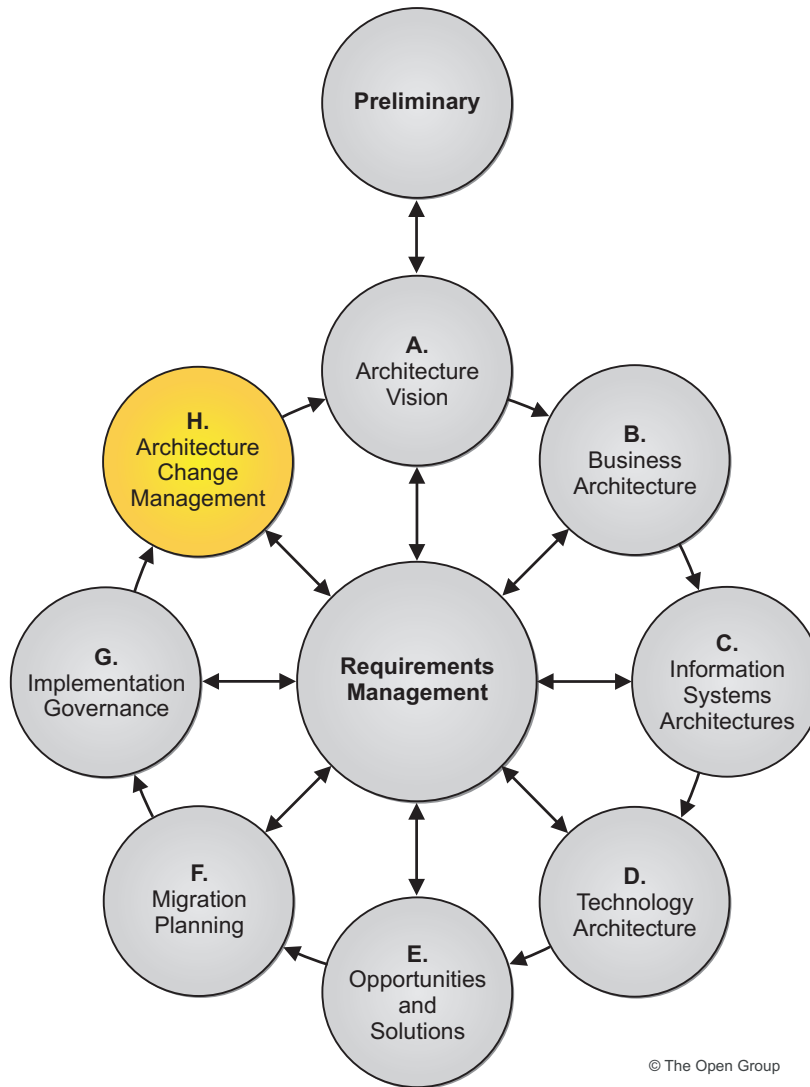 Preliminary
A.
Architecture
Vision
B.
Business
Architecture
C.
Information
Systems
Architectures
D.
Technology
Architecture
E.
Opportunities
and
Solutions
F.
Migration
Planning
G.
Implementation
Governance
H.
Architecture
Change
Management
Requirements
Management
© The Open Group